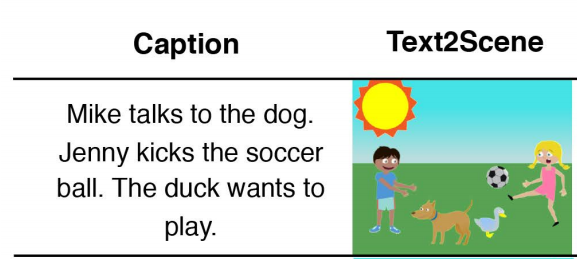 Caption
Text2Scene
Mike talks to the dog.
Jenny kicks the soccer
ball. The duck wants to
play.